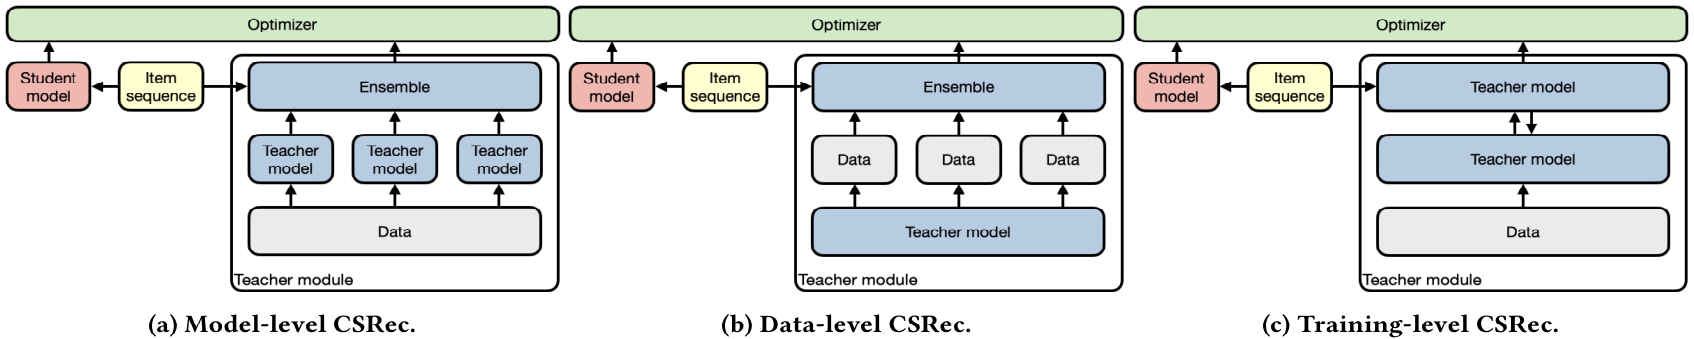 Optimizer
Student
model
Item
sequence
Ensemble
Teacher
model
Teacher
model
Teacher
model
Data
Teacher module
(a) Model-level CSRec.
Optimizer
Student
model
Item
sequence
Ensemble
Data
Data
Data
Teacher model
Teacher module
(b) Data-level CSRec.
Optimizer
Student
model
Item
sequence
Teacher model
Teacher model
Data
Teacher module
(c) Training-level CSRec.